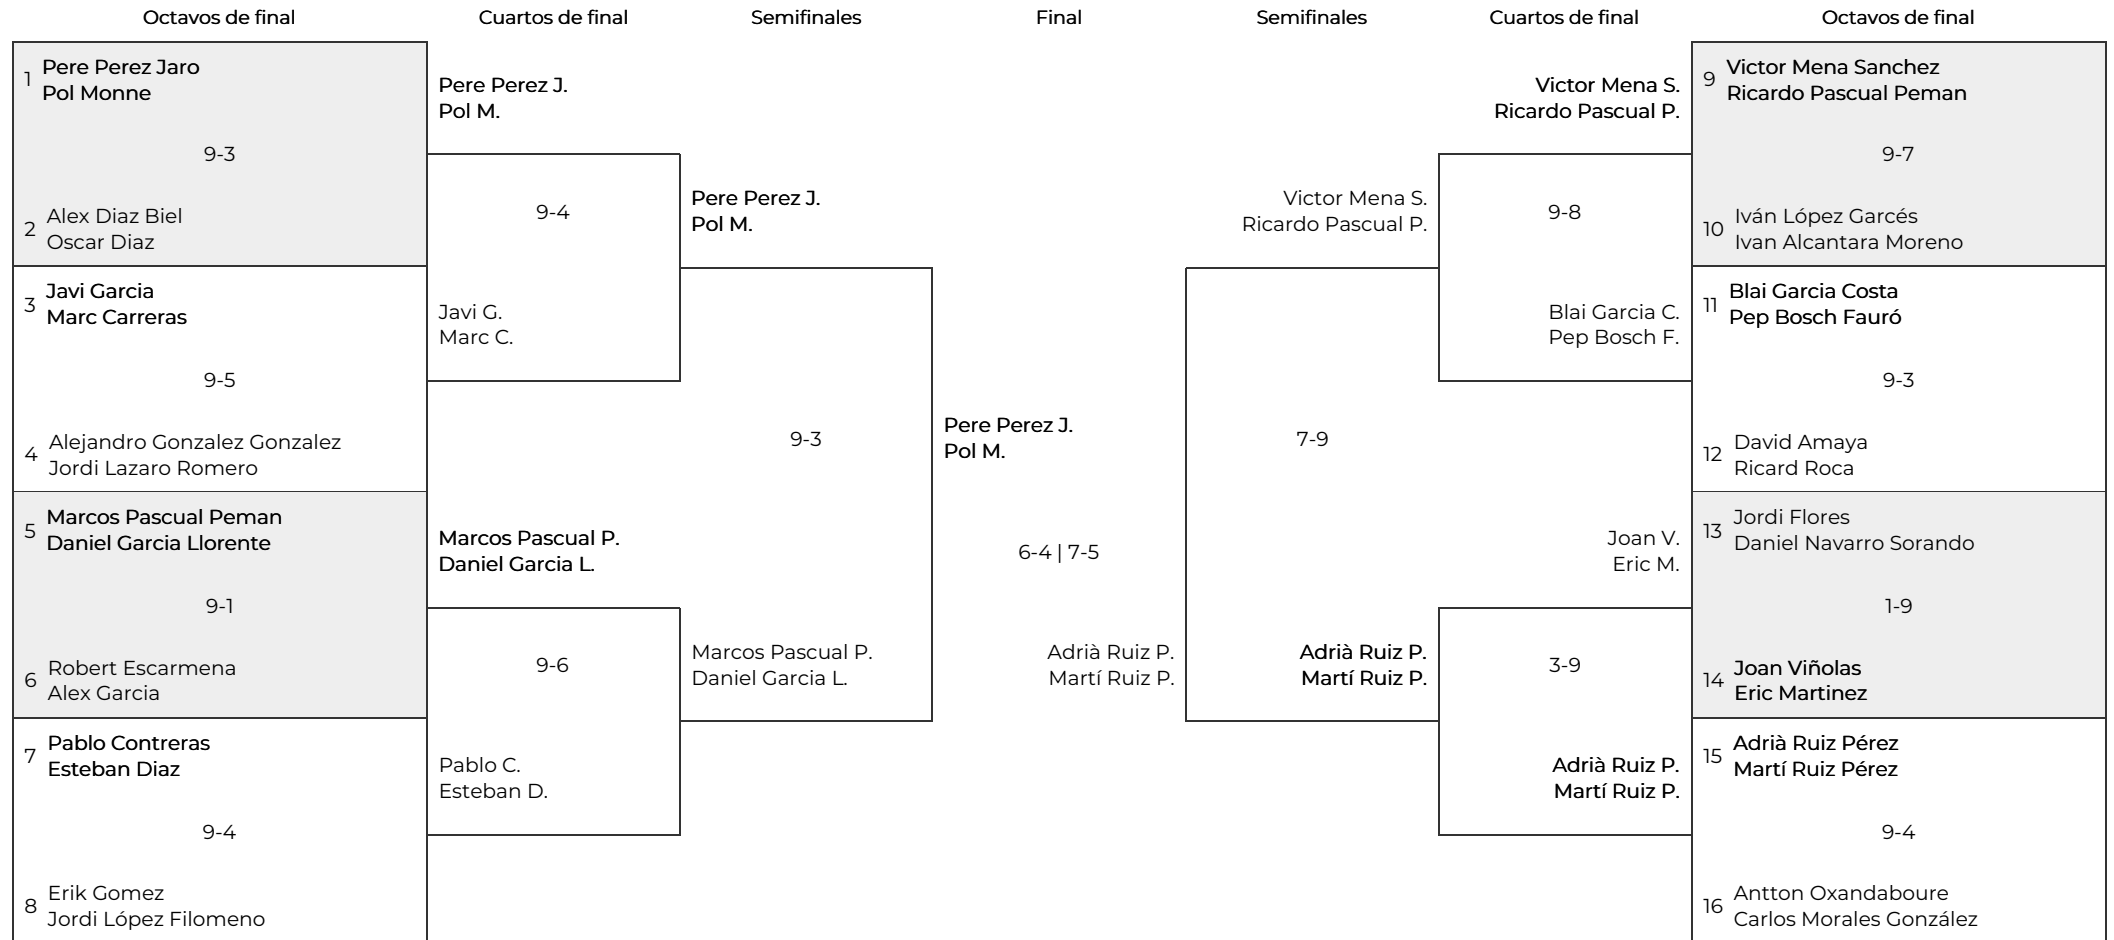 Octavos de final
Cuartos de final
Semifinales
Final
Semifinales
Cuartos de final
Octavos de final
1
Pere Perez Jaro
Pol Monne
9-3
2
Alex Diaz Biel
Oscar Diaz
3
Javi Garcia
Marc Carreras
9-5
4
Alejandro Gonzalez Gonzalez
Jordi Lazaro Romero
5
Marcos Pascual Peman
Daniel Garcia Llorente
9-1
6
Robert Escarmena
Alex Garcia
7
Pablo Contreras
Esteban Diaz
9-4
8
Erik Gomez
Jordi López Filomeno
Pere Perez J.
Pol M.
9-4
Javi G.
Marc C.
Marcos Pascual P.
Daniel Garcia L.
9-6
Pablo C.
Esteban D.
Pere Perez J.
Pol M.
9-3
Marcos Pascual P.
Daniel Garcia L.
Pere Perez J.
Pol M.
6-4 | 7-5
Adrià Ruiz P.
Martí Ruiz P.
Victor Mena S.
Ricardo Pascual P.
7-9
Adrià Ruiz P.
Martí Ruiz P.
Victor Mena S.
Ricardo Pascual P.
9-8
Blai Garcia C.
Pep Bosch F.
Joan V.
Eric M.
3-9
Adrià Ruiz P.
Martí Ruiz P.
9
Victor Mena Sanchez
Ricardo Pascual Peman
9-7
10
Iván López Garcés
Ivan Alcantara Moreno
11
Blai Garcia Costa
Pep Bosch Fauró
9-3
12
David Amaya
Ricard Roca
13
Jordi Flores
Daniel Navarro Sorando
1-9
14
Joan Viñolas
Eric Martinez
15
Adrià Ruiz Pérez
Martí Ruiz Pérez
9-4
16
Antton Oxandaboure
Carlos Morales González